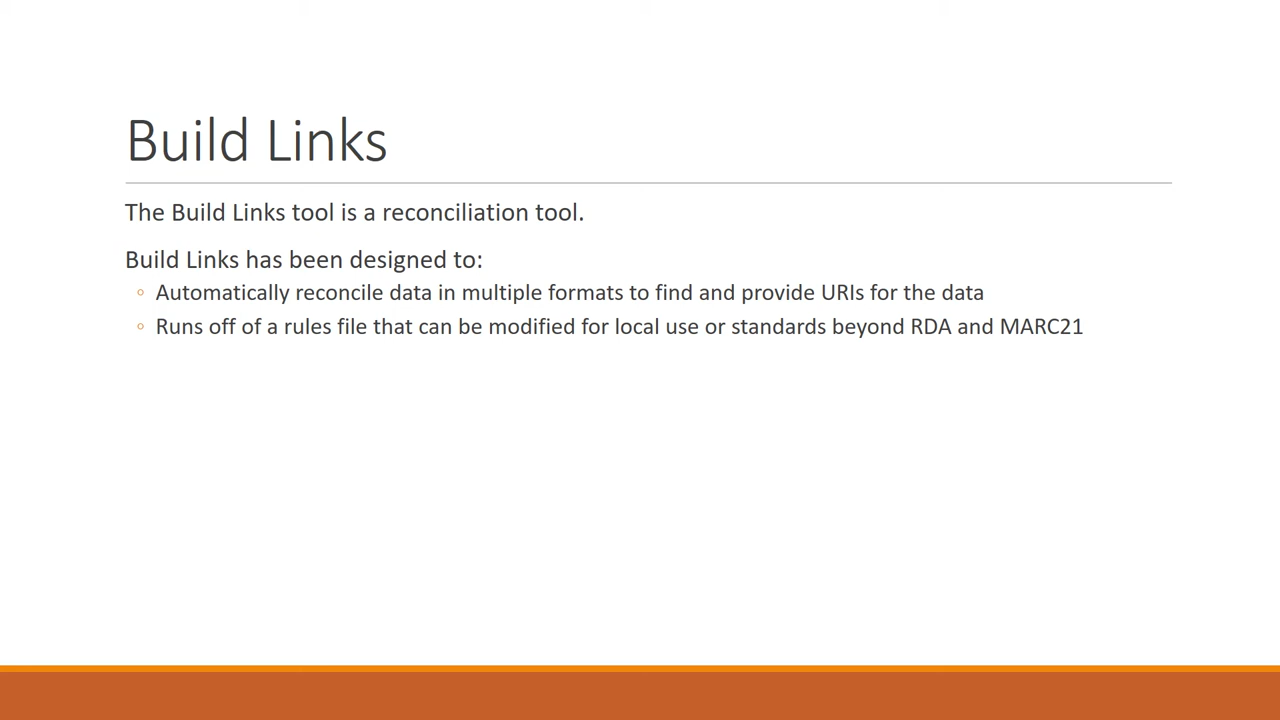 Build Links
The Build Links tool is a reconciliation tool.
Build Links has been designed to:
◦ Automatically reconcile data in multiple formats to find and provide URIs for the data
◦ Runs off of a rules file that can be modified for local use or standards beyond RDA and MARC21